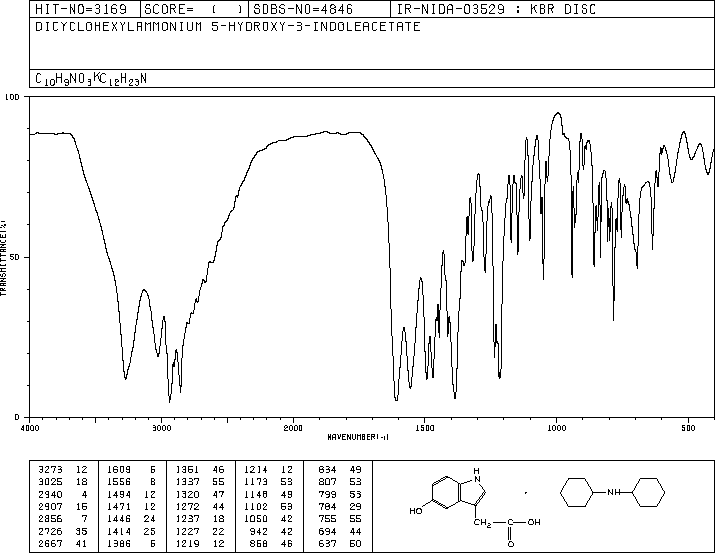 HIT-NO=3169 SCORE= ( ) SDBS-NO=4846 IR-NIDA-03529 : KBR DISC
DICYCLOHEXYLAMMONIUM 5-HYDROXY-3-INDOLEACETATE
C10H9NO3·C12H23N
100
50
0
TRANSMITTANCE(%)
4000 3000 2000 1500 1000 500
WAVENUMBER(-1)
3273 12 1609 5 1361 46 1214 12 834 49
3025 18 1556 8 1337 55 1173 53 807 53
2940 4 1494 12 1320 47 1148 49 799 53
2907 15 1471 12 1272 44 1102 53 784 29
2856 7 1446 24 1237 18 1050 42 755 55
2726 35 1414 25 1227 22 942 42 694 44
2667 41 1386 5 1219 12 858 46 637 50
H
N
HO
CH2 C OH
O
NH